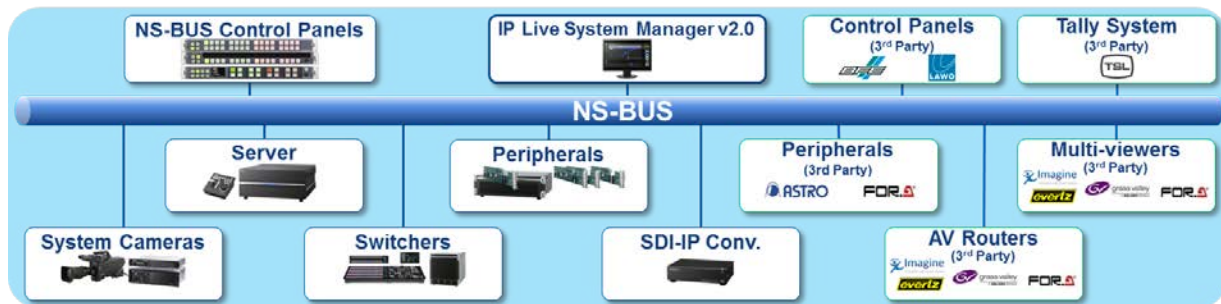 NS-BUS Control Panels
IP Live System Manager v2.0
Control Panels
(3rd Party)
BFE
LAWO
Tally System
(3rd Party)
TSL
NS-BUS
Server
Peripherals
Peripherals
(3rd Party)
ASTRO
FOR.A
Multi-viewers
(3rd Party)
Imagine
evertz
grass valley
FOR.A
System Cameras
Switchers
SDI-IP Conv.
AV Routers
(3rd Party)
Imagine
evertz
grass valley
FOR.A